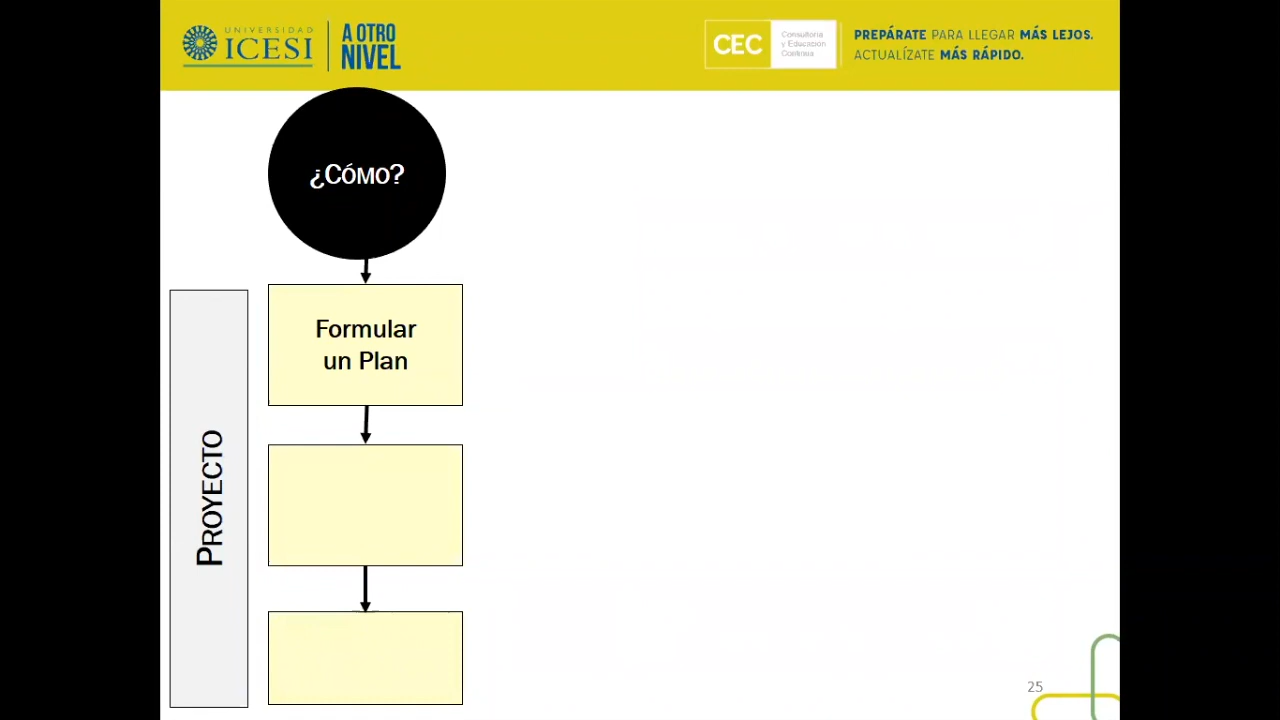 UNIVERSIDAD
ICESI
A OTRO
NIVEL
CEC
Consultoría
y Educación
Continua
PREPÁRATE PARA LLEGAR MÁS LEJOS.
ACTUALÍZATE MÁS RÁPIDO.
¿CÓMO?
Formular
un Plan
PROYECTO
25